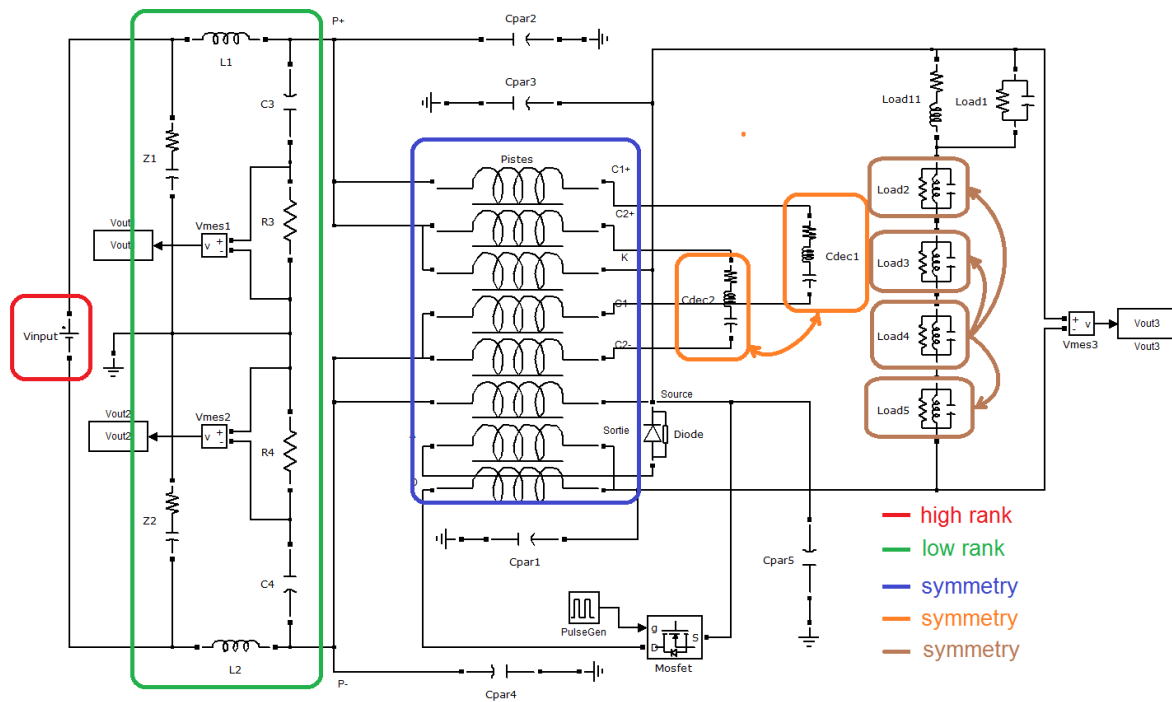 P+
Cpar2
L1
Cpar3
C3
Load11
Load1
Z1
Pistes
C1+
Load2
Vout
Vout
Vmes1
v
+
-
R3
C2+
K
Cdec1
Load3
Vinput
+
C1
Cdec2
Load4
C2-
+
-
v
Vmes3
Vout3
Vout3
Load5
Vout2
Vout2
Vmes2
v
+
-
R4
Source
Sortie
Diode
Z2
high rank
low rank
symmetry
symmetry
symmetry
Cpar1
Cpar5
C4
PulseGen
g
D
S
Mosfet
L2
P-
Cpar4